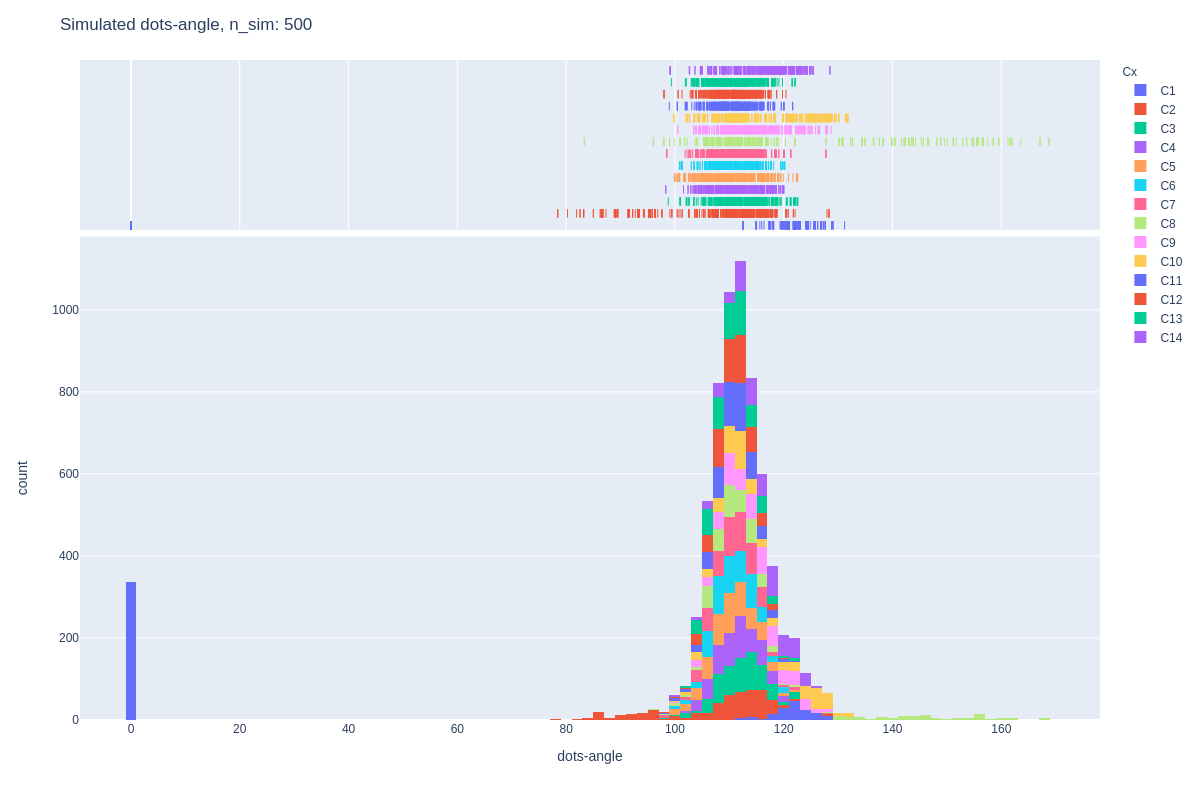 Simulated dots-angle, n_sim: 500
Cx
C1
C2
C3
C4
C5
C6
C7
C8
C9
C10
C11
C12
C13
C14
1000
800
600
400
200
0
count
0 20 40 60 80 100 120 140 160
dots-angle